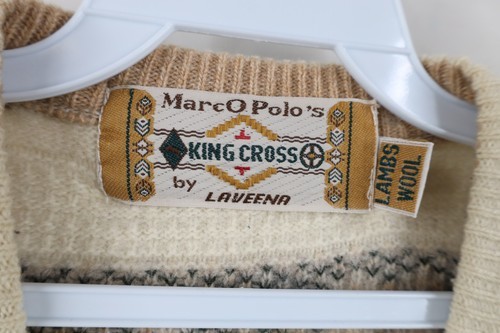 MarcO Polo's
KING CROSS
by
LAVEENA
LAMBS
WOOL